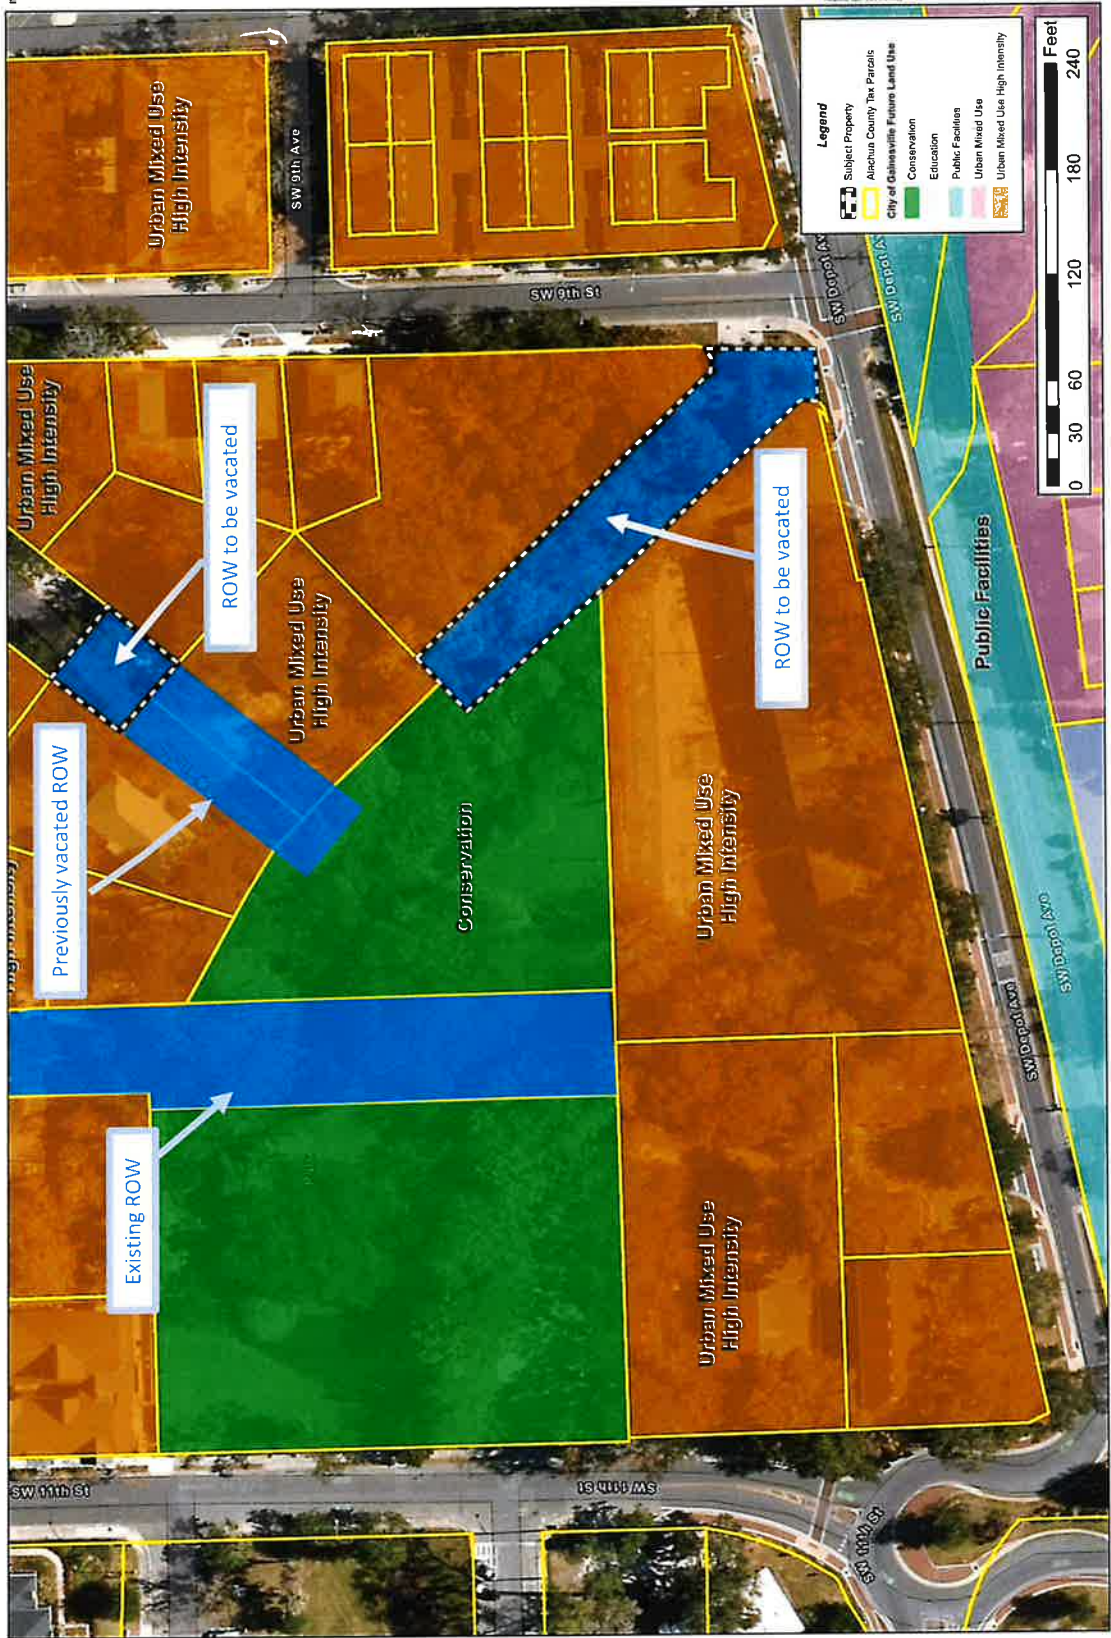 Urban Mixed Use
High Intensity
SW 9th Ave
SW 9th St
Urban Mixed Use
High Intensity
ROW to be vacated
Previously vacated ROW
Urban Mixed Use
High Intensity
ROW to be vacated
Conservation
Existing ROW
Urban Mixed Use
High Intensity
Urban Mixed Use
High Intensity
Public Facilities
SW Depot Av
SW Depot A
SW Depot Ave
SW Depot Ave
SW 11th St
SW 11th St
SW 11th St
Legend
Subject Property
Alachua County Tax Parcels
City of Gainesville Future Land Use
Conservation
Education
Public Facilities
Urban Mixed Use
Urban Mixed Use High Intensity
0 30 60 120 180 240
Feet